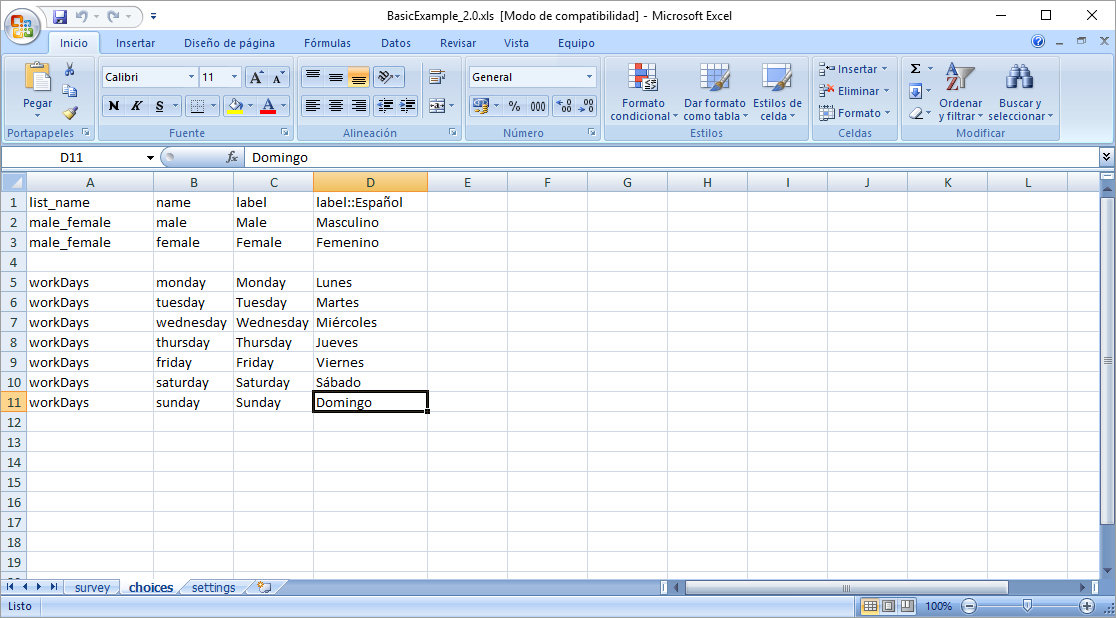 BasicExample_2.0.xls [Modo de compatibilidad] - Microsoft Excel
Inicio Insertar Diseño de página Fórmulas Datos Revisar Vista Equipo
Pegar
Portapapeles
Calibri 11 A A
N K S A
Fuente
Alineación
General
% 000 ,00 ,00
Número
Formato condicional
Dar formato como tabla
Estilos de celda
Estilos
Insertar
Eliminar
Formato
Celdas
Σ
Ordenar y filtrar
Buscar y seleccionar
Modificar
D11 fx Domingo
A B C D E F G H I J K L
1 list_name name label label::Español
2 male_female male Male Masculino
3 male_female female Female Femenino
4
5 workDays monday Monday Lunes
6 workDays tuesday Tuesday Martes
7 workDays wednesday Wednesday Miércoles
8 workDays thursday Thursday Jueves
9 workDays friday Friday Viernes
10 workDays saturday Saturday Sábado
11 workDays sunday Sunday Domingo
12
13
14
15
16
17
18
19
survey choices settings
Listo 100%